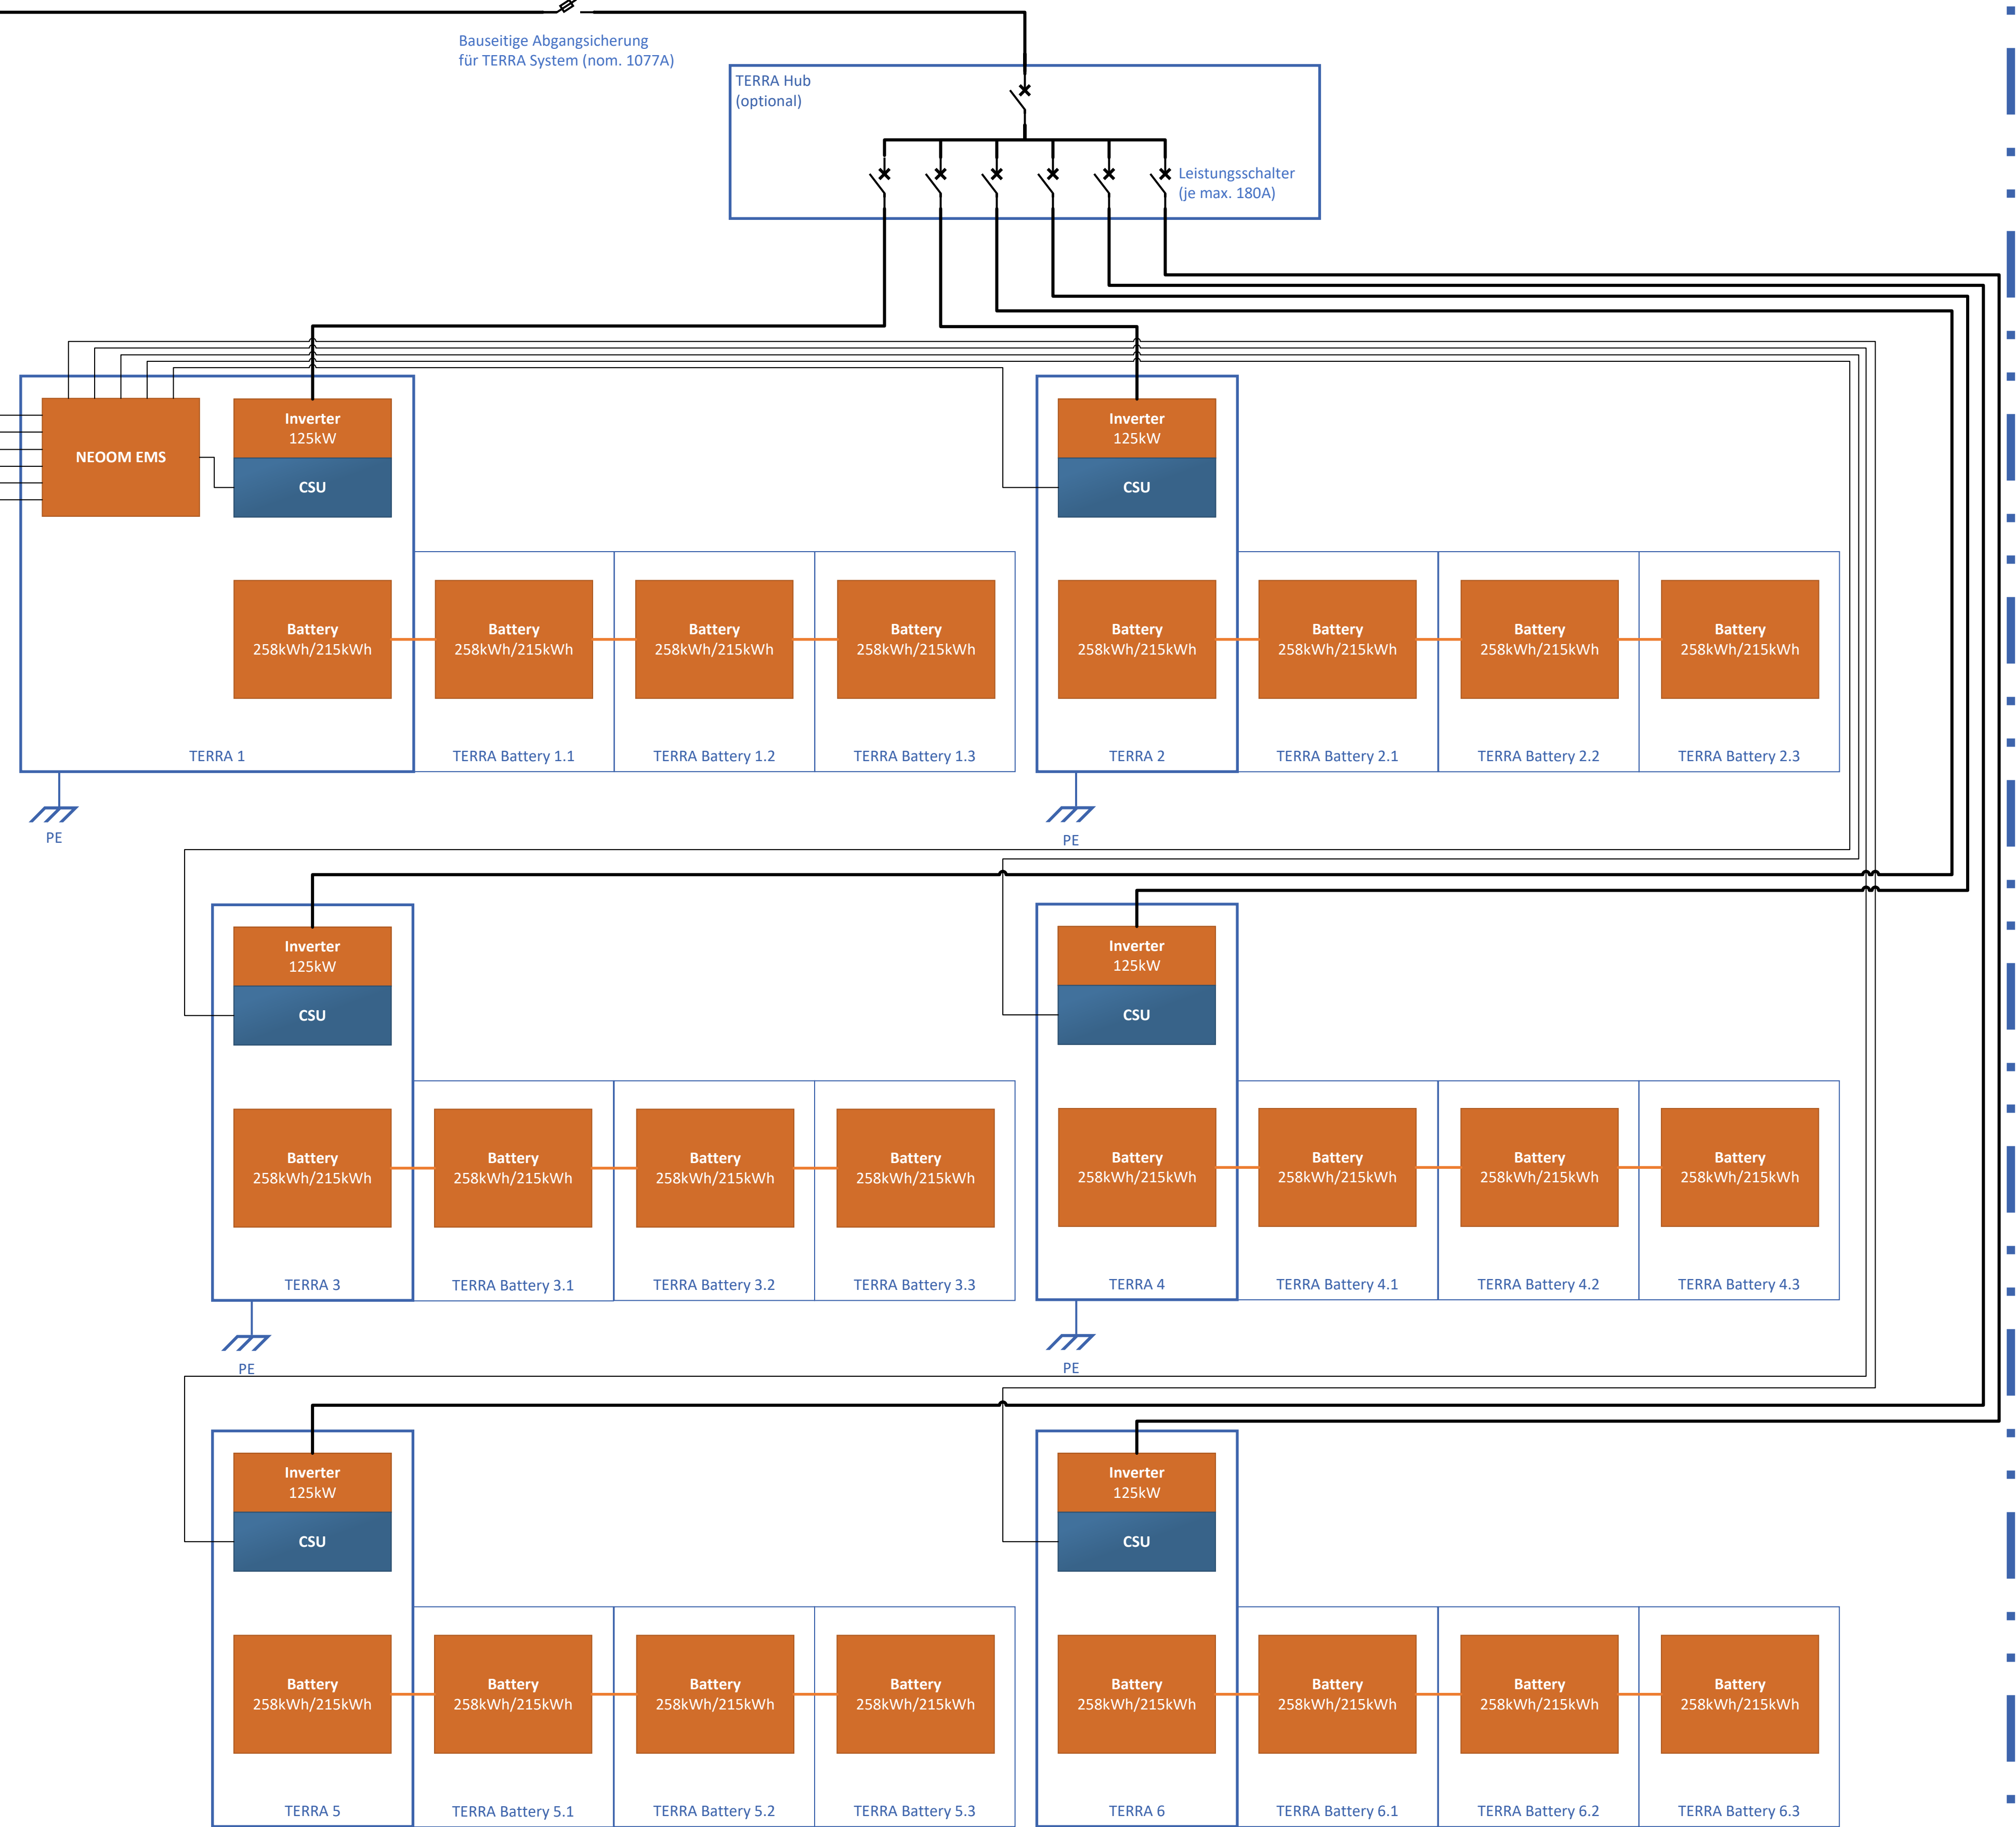 Bauseitige Abgangsicherung
für TERRA System (nom. 1077A)
TERRA Hub
(optional)
Leistungsschalter
(je max. 180A)
NEOOM EMS
Inverter
125kW
CSU
Inverter
125kW
CSU
Battery
258kWh/215kWh
Battery
258kWh/215kWh
Battery
258kWh/215kWh
Battery
258kWh/215kWh
Battery
258kWh/215kWh
Battery
258kWh/215kWh
Battery
258kWh/215kWh
Battery
258kWh/215kWh
TERRA 1
TERRA Battery 1.1
TERRA Battery 1.2
TERRA Battery 1.3
TERRA 2
TERRA Battery 2.1
TERRA Battery 2.2
TERRA Battery 2.3
PE
PE
Inverter
125kW
CSU
Inverter
125kW
CSU
Battery
258kWh/215kWh
Battery
258kWh/215kWh
Battery
258kWh/215kWh
Battery
258kWh/215kWh
Battery
258kWh/215kWh
Battery
258kWh/215kWh
Battery
258kWh/215kWh
Battery
258kWh/215kWh
TERRA 3
TERRA Battery 3.1
TERRA Battery 3.2
TERRA Battery 3.3
TERRA 4
TERRA Battery 4.1
TERRA Battery 4.2
TERRA Battery 4.3
PE
PE
Inverter
125kW
CSU
Inverter
125kW
CSU
Battery
258kWh/215kWh
Battery
258kWh/215kWh
Battery
258kWh/215kWh
Battery
258kWh/215kWh
Battery
258kWh/215kWh
Battery
258kWh/215kWh
Battery
258kWh/215kWh
Battery
258kWh/215kWh
TERRA 5
TERRA Battery 5.1
TERRA Battery 5.2
TERRA Battery 5.3
TERRA 6
TERRA Battery 6.1
TERRA Battery 6.2
TERRA Battery 6.3